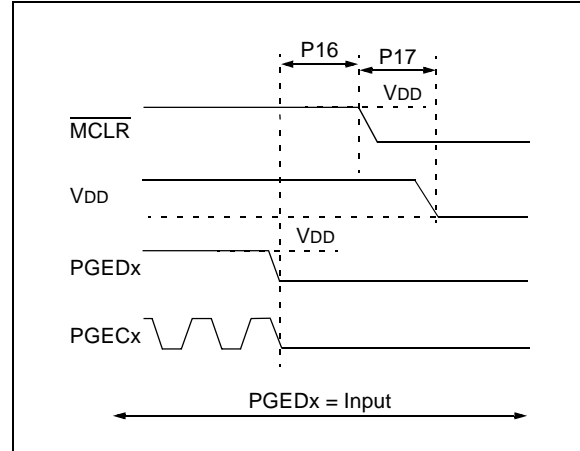 P16 P17
VDD
MCLR
VDD
VDD
PGEDx
PGECx
PGEDx = Input